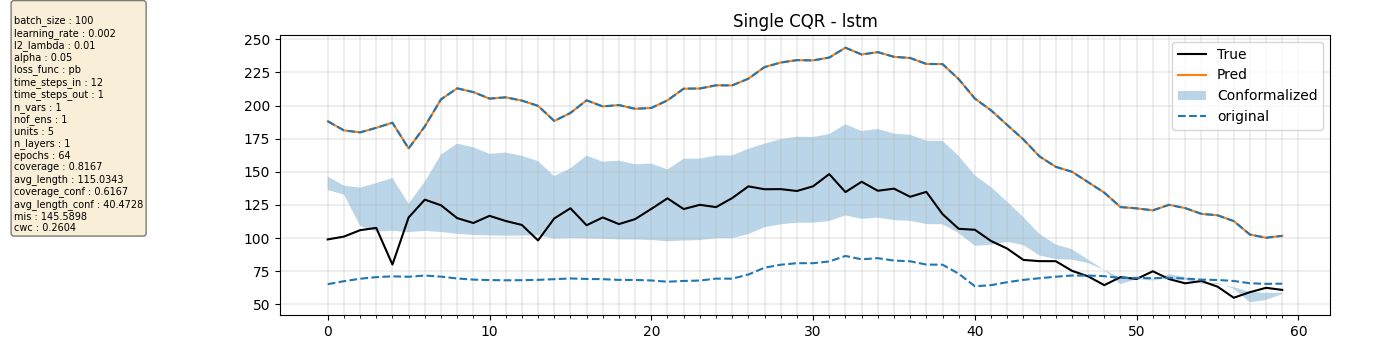 batch_size : 100
learning_rate : 0.002
l2_lambda : 0.01
alpha : 0.05
loss_func : pb
time_steps_in : 12
time_steps_out : 1
n_vars : 1
nof_ens : 1
units : 5
n_layers : 1
epochs : 64
coverage : 0.8167
avg_length : 115.0343
coverage_conf : 0.6167
avg_length_conf : 40.4728
mis : 145.5898
cwc : 0.2604
Single CQR - lstm
250
225
200
175
150
125
100
75
50
0 10 20 30 40 50 60
True
Pred
Conformalized
original